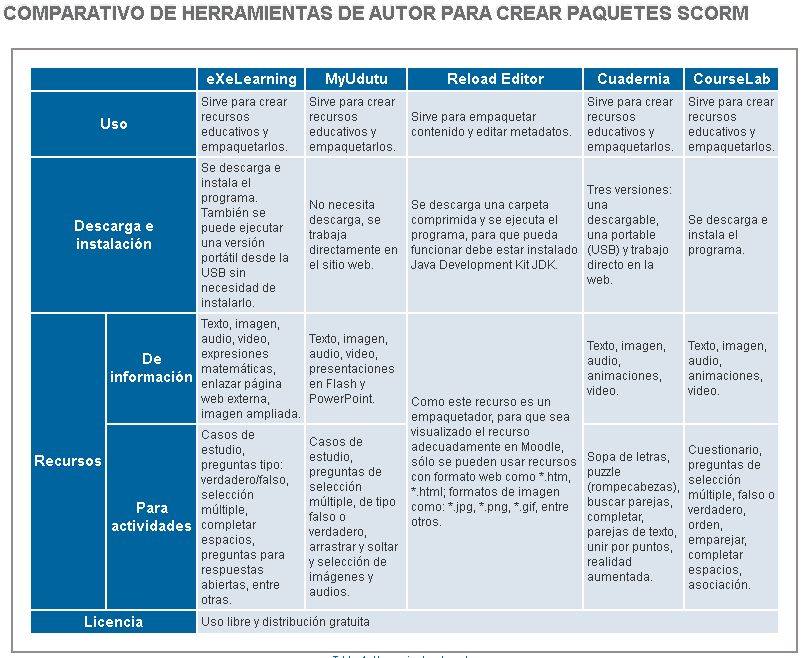 COMPARATIVO DE HERRAMIENTAS DE AUTOR PARA CREAR PAQUETES SCORM
eXeLearning
MyUdutu
Reload Editor
Cuadernia
CourseLab
Uso
Sirve para crear
recursos
educativos y
empaquetarlos.
Sirve para crear
recursos
educativos y
empaquetarlos.
Sirve para empaquetar
contenido y editar metadatos.
Sirve para crear
recursos
educativos y
empaquetarlos.
Sirve para crear
recursos
educativos y
empaquetarlos.
Descarga e
instalación
Se descarga e
instala el
programa.
También se
puede ejecutar
una versión
portátil desde la
USB sin
necesidad de
instalarlo.
No necesita
descarga, se
trabaja
directamente en
el sitio web.
Se descarga una carpeta
comprimida y se ejecuta el
programa, para que pueda
funcionar debe estar instalado
Java Development Kit JDK.
Tres versiones:
una
descargable,
una portable
(USB) y trabajo
directo en la
web.
Se descarga e
instala el
programa.
Recursos
De
información
Texto, imagen,
audio, video,
expresiones
matemáticas,
enlazar página
web externa,
imagen ampliada.
Texto, imagen,
audio, video,
presentaciones
en Flash y
PowerPoint.
Como este recurso es un
empaquetador, para que sea
visualizado el recurso
adecuadamente en Moodle,
sólo se pueden usar recursos
con formato web como *.htm,
*.html; formatos de imagen
como: *.jpg, *.png, *.gif, entre
otros.
Texto, imagen,
audio,
animaciones,
video.
Texto, imagen,
audio,
animaciones,
video.
Para
actividades
Casos de
estudio,
preguntas tipo:
verdadero/falso,
selección
múltiple,
completar
espacios,
preguntas para
respuestas
abiertas, entre
otras.
Casos de
estudio,
preguntas de
selección
múltiple, de tipo
falso o
verdadero,
arrastrar y soltar
y selección de
imágenes y
audios.
Sopa de letras,
puzzle
(rompecabezas),
buscar parejas,
completar,
parejas de texto,
unir por puntos,
realidad
aumentada.
Cuestionario,
preguntas de
selección
múltiple, falso o
verdadero,
orden,
emparejar,
completar
espacios,
asociación.
Licencia
Uso libre y distribución gratuita